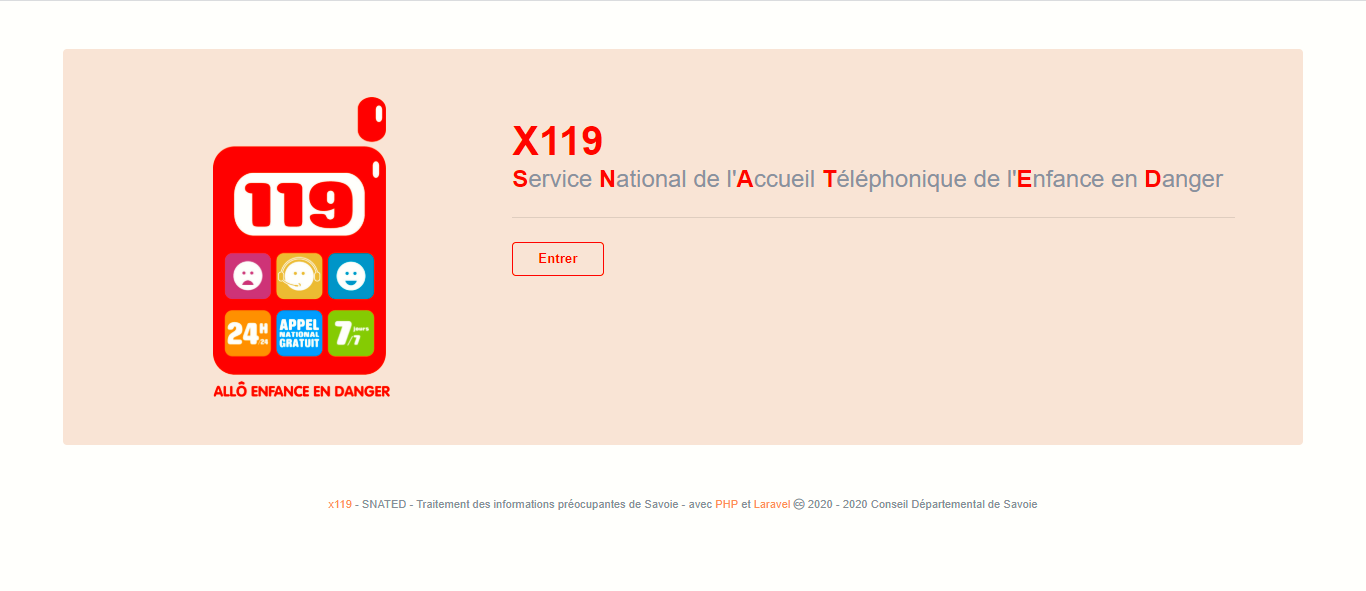 119
24H
/24
APPEL
NATIONAL
GRATUIT
7jours
/7
ALLÔ ENFANCE EN DANGER
X119
Service National de l'Accueil Téléphonique de l'Enfance en Danger
Entrer
x119 - SNATED - Traitement des informations préocupantes de Savoie - avec PHP et Laravel 2020 - 2020 Conseil Départemental de Savoie